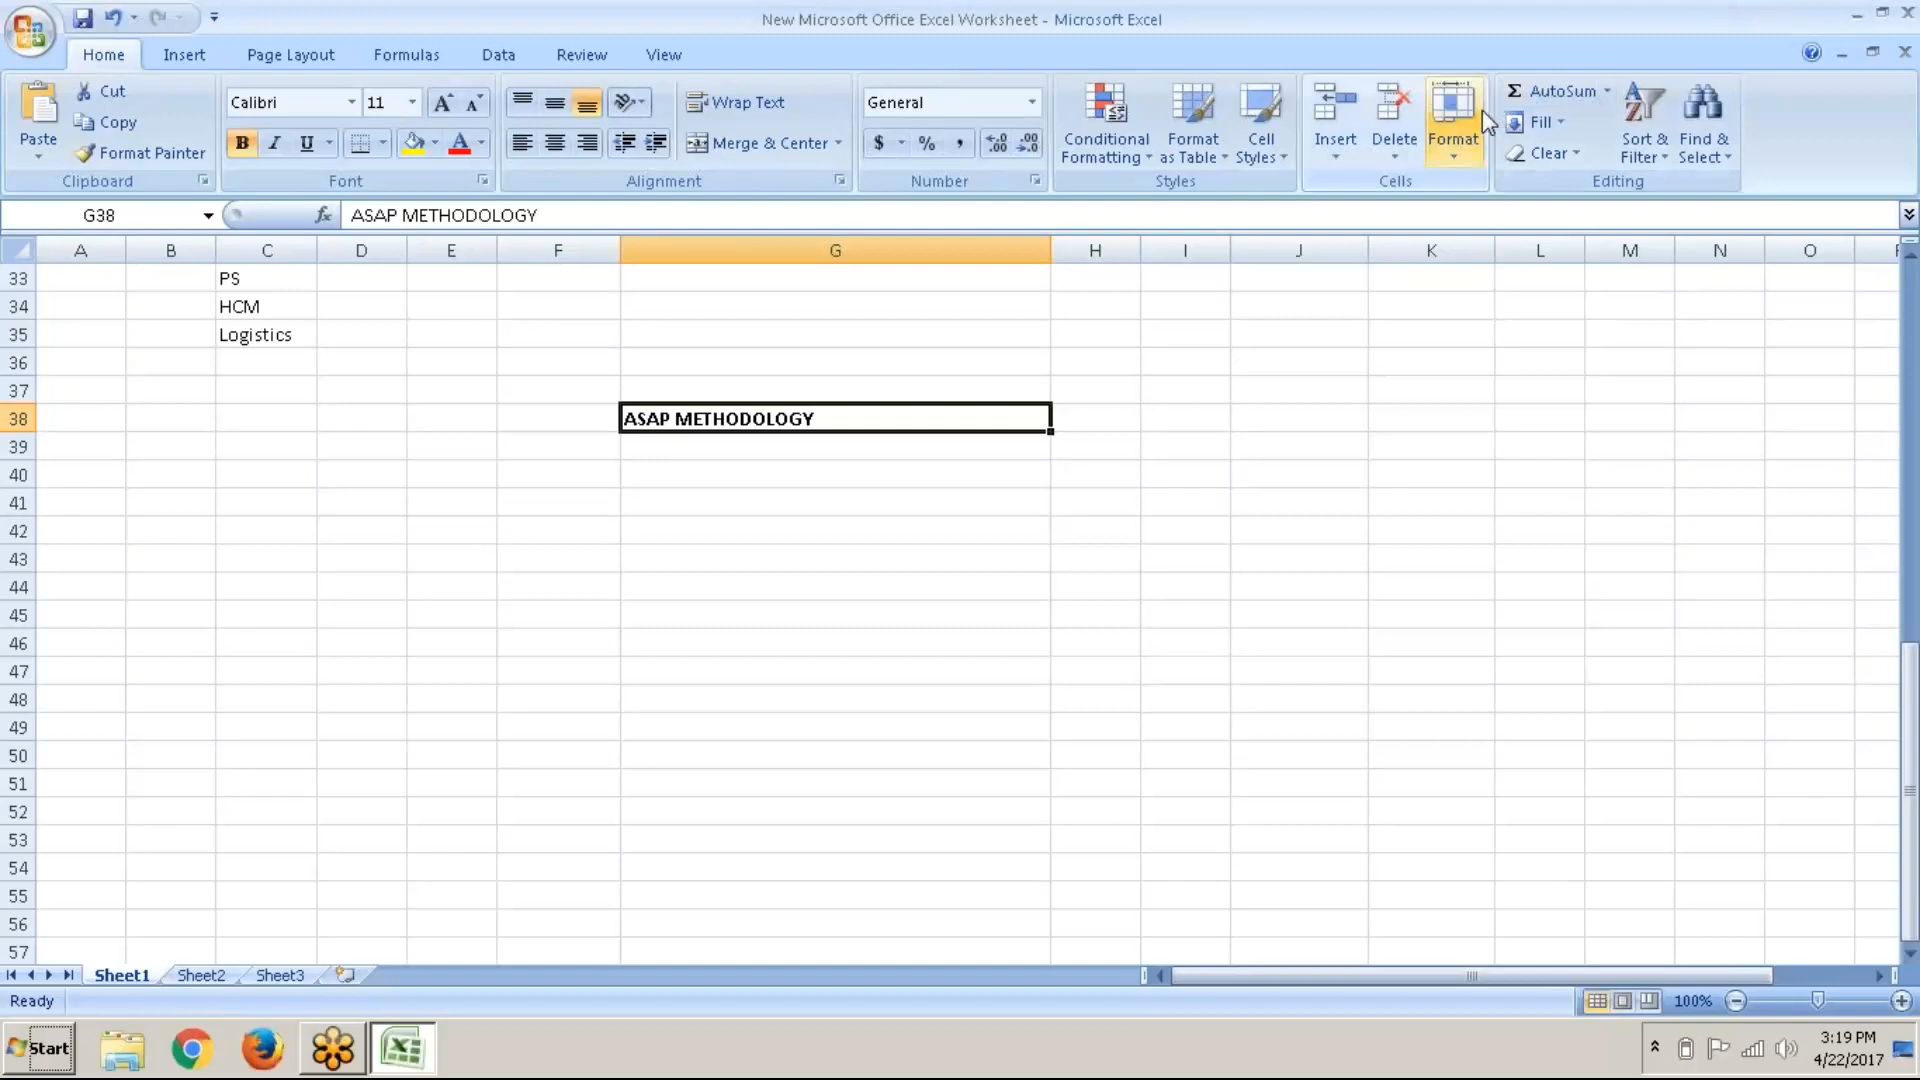 New Microsoft Office Excel Worksheet - Microsoft Excel
Home Insert Page Layout Formulas Data Review View
Paste
Cut
Copy
Format Painter
Clipboard
Calibri 11
B I U
Font
Wrap Text
Merge & Center
Alignment
General
$ % ,
Number
Conditional Formatting
Format as Table
Cell Styles
Styles
Insert
Delete
Format
Cells
Σ AutoSum
Fill
Clear
Sort & Filter
Find & Select
Editing
G38 fx ASAP METHODOLOGY
A B C D E F G H I J K L M N O
33 PS
34 HCM
35 Logistics
36
37
38 ASAP METHODOLOGY
39
40
41
42
43
44
45
46
47
48
49
50
51
52
53
54
55
56
57
Sheet1 Sheet2 Sheet3
Ready 100%
Start
3:19 PM
4/22/2017